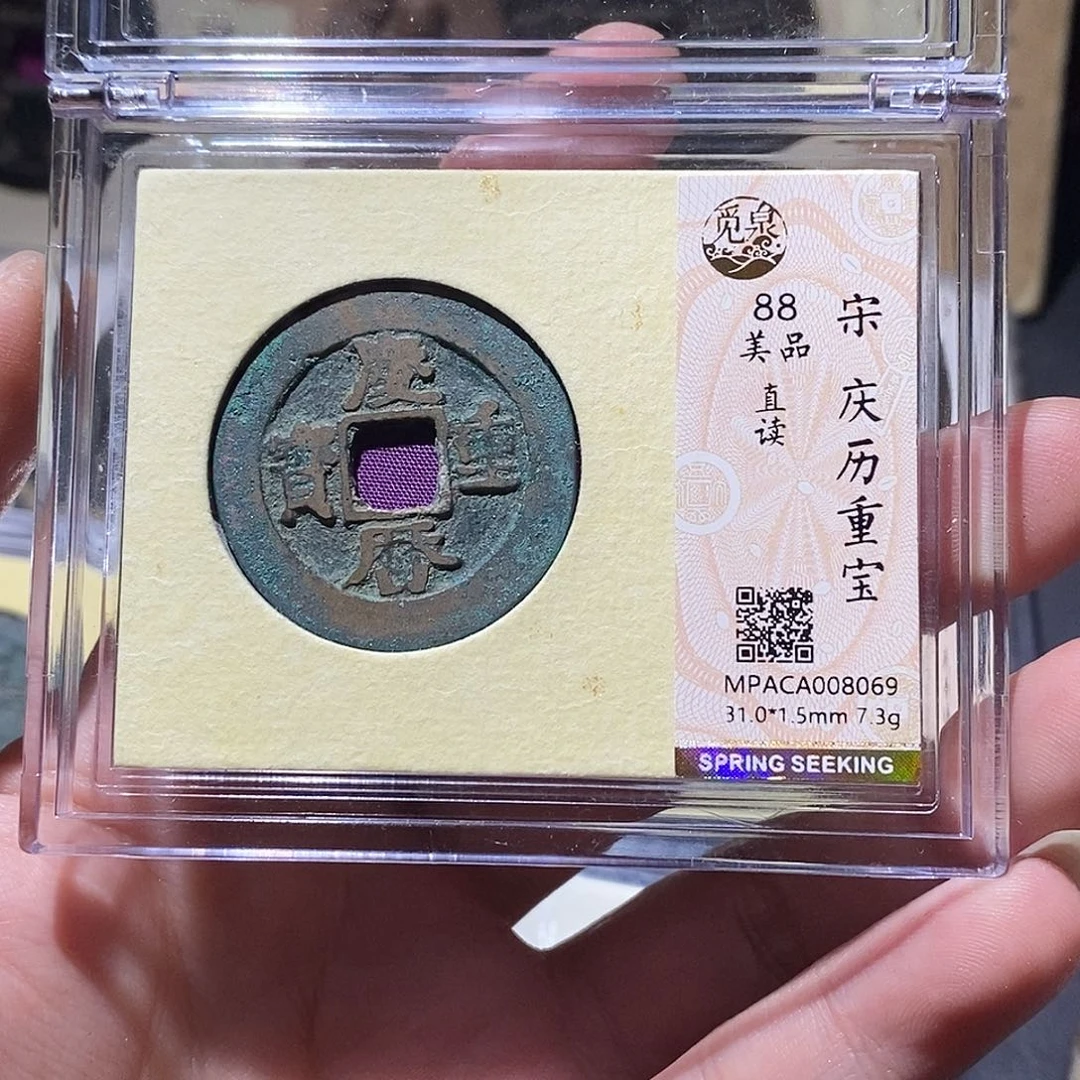 慶
重
寶
曆
觅泉
88
美品
直读
宋 庆历重宝
MPACA008069
31.0*1.5mm 7.3g
SPRING SEEKING